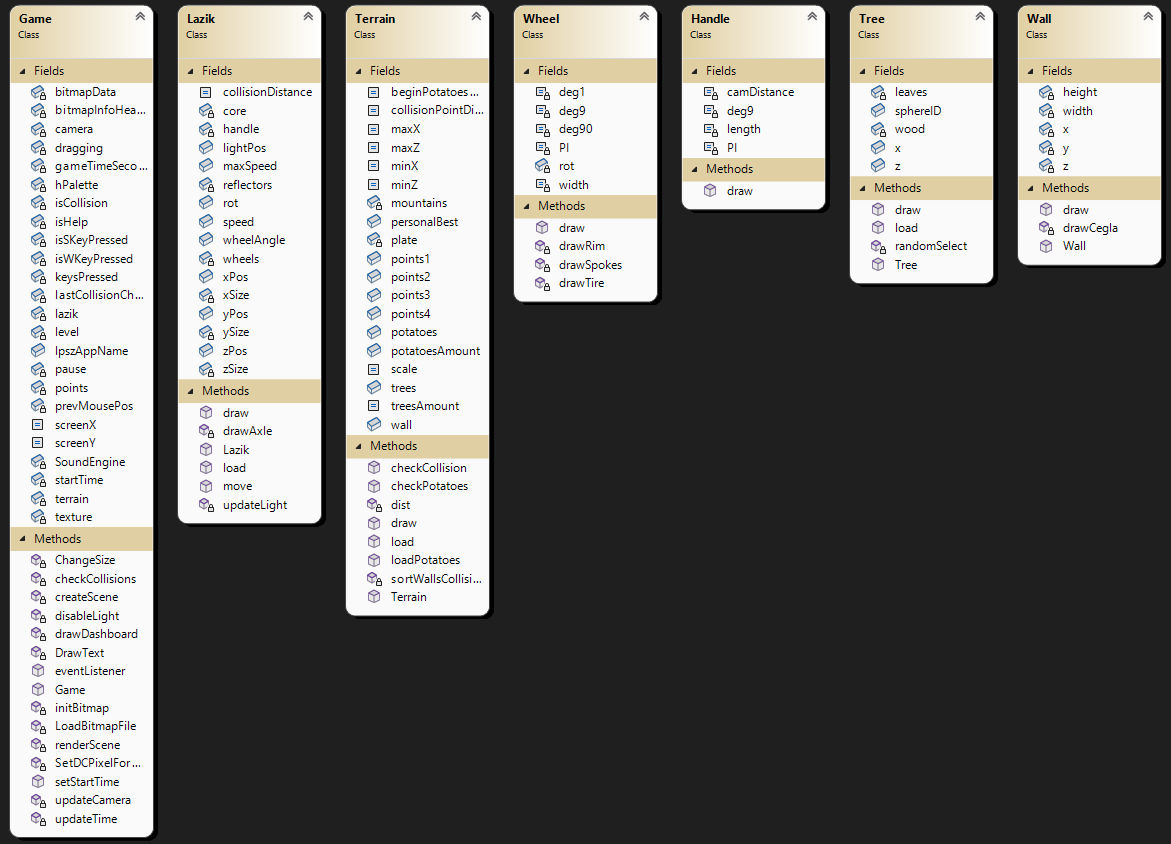 Game
Class
Fields
bitmapData
bitmapInfoHea...
camera
dragging
gameTimeSeco...
hPalette
isCollision
isHelp
isSKeyPressed
isWKeyPressed
keysPressed
lastCollisionCh...
lazik
level
lpszAppName
pause
points
prevMousePos
screenX
screenY
SoundEngine
startTime
terrain
texture
Methods
ChangeSize
checkCollisions
createScene
disableLight
drawDashboard
DrawText
eventListener
Game
initBitmap
LoadBitmapFile
renderScene
SetDCPixelFor...
setStartTime
updateCamera
updateTime
Lazik
Class
Fields
collisionDistance
core
handle
lightPos
maxSpeed
reflectors
rot
speed
wheelAngle
wheels
xPos
xSize
yPos
ySize
zPos
zSize
Methods
draw
drawAxle
Lazik
load
move
updateLight
Terrain
Class
Fields
beginPotatoes...
collisionPointDi...
maxX
maxZ
minX
minZ
mountains
personalBest
plate
points1
points2
points3
points4
potatoes
potatoesAmount
scale
trees
treesAmount
wall
Methods
checkCollision
checkPotatoes
dist
draw
load
loadPotatoes
sortWallsCollisi...
Terrain
Wheel
Class
Fields
deg1
deg9
deg90
PI
rot
width
Methods
draw
drawRim
drawSpokes
drawTire
Handle
Class
Fields
camDistance
deg9
length
PI
Methods
draw
Tree
Class
Fields
leaves
sphereID
wood
x
z
Methods
draw
load
randomSelect
Tree
Wall
Class
Fields
height
width
x
y
z
Methods
draw
drawCegla
Wall